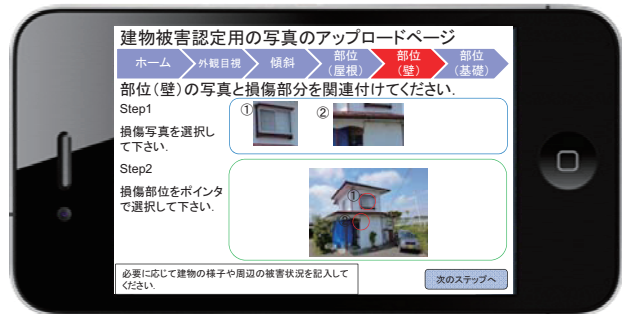 建物被害認定用の写真のアップロードページ
ホーム
外観目視
傾斜
部位
(屋根)
部位
(壁)
部位
(基礎)
部位(壁)の写真と損傷部分を関連付けてください.
Step1
損傷写真を選択し
て下さい.
①
②
Step2
損傷部位をポインタ
で選択して下さい.
①
必要に応じて建物の様子や周辺の被害状況を記入して
ください.
次のステップへ